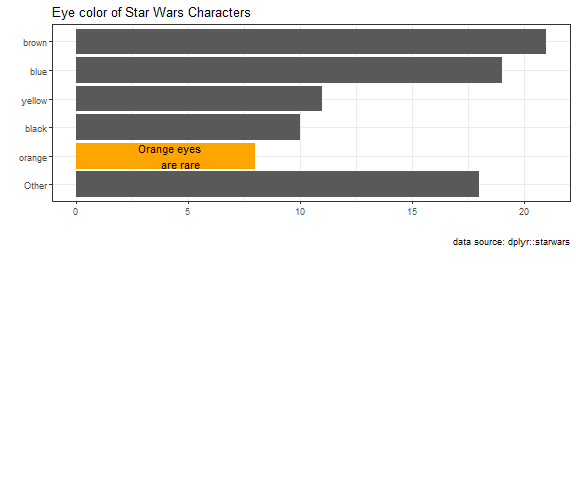 Eye color of Star Wars Characters
brown
blue
yellow
black
orange
Orange eyes
are rare
Other
0 5 10 15 20
data source: dplyr::starwars